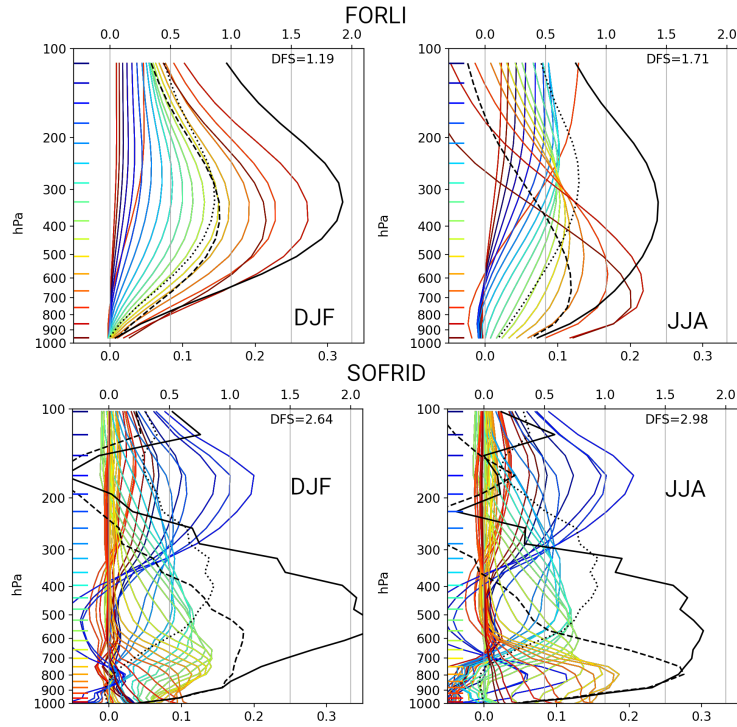 FORLI
0.0 0.5 1.0 1.5 2.0 0.0 0.5 1.0 1.5 2.0
100 DFS=1.19 100 DFS=1.71
200 200
300 300
hPa hPa
400 400
500 500
600 600
700 700
800 DJF 800 JJA
900 900
1000 1000
0.0 0.1 0.2 0.3 0.0 0.1 0.2 0.3
SOFRID
0.0 0.5 1.0 1.5 2.0 0.0 0.5 1.0 1.5 2.0
100 DFS=2.64 100 DFS=2.98
DJF JJA
200 200
300 300
hPa hPa
400 400
500 500
600 600
700 700
800 800
900 900
1000 1000
0.0 0.1 0.2 0.3 0.0 0.1 0.2 0.3